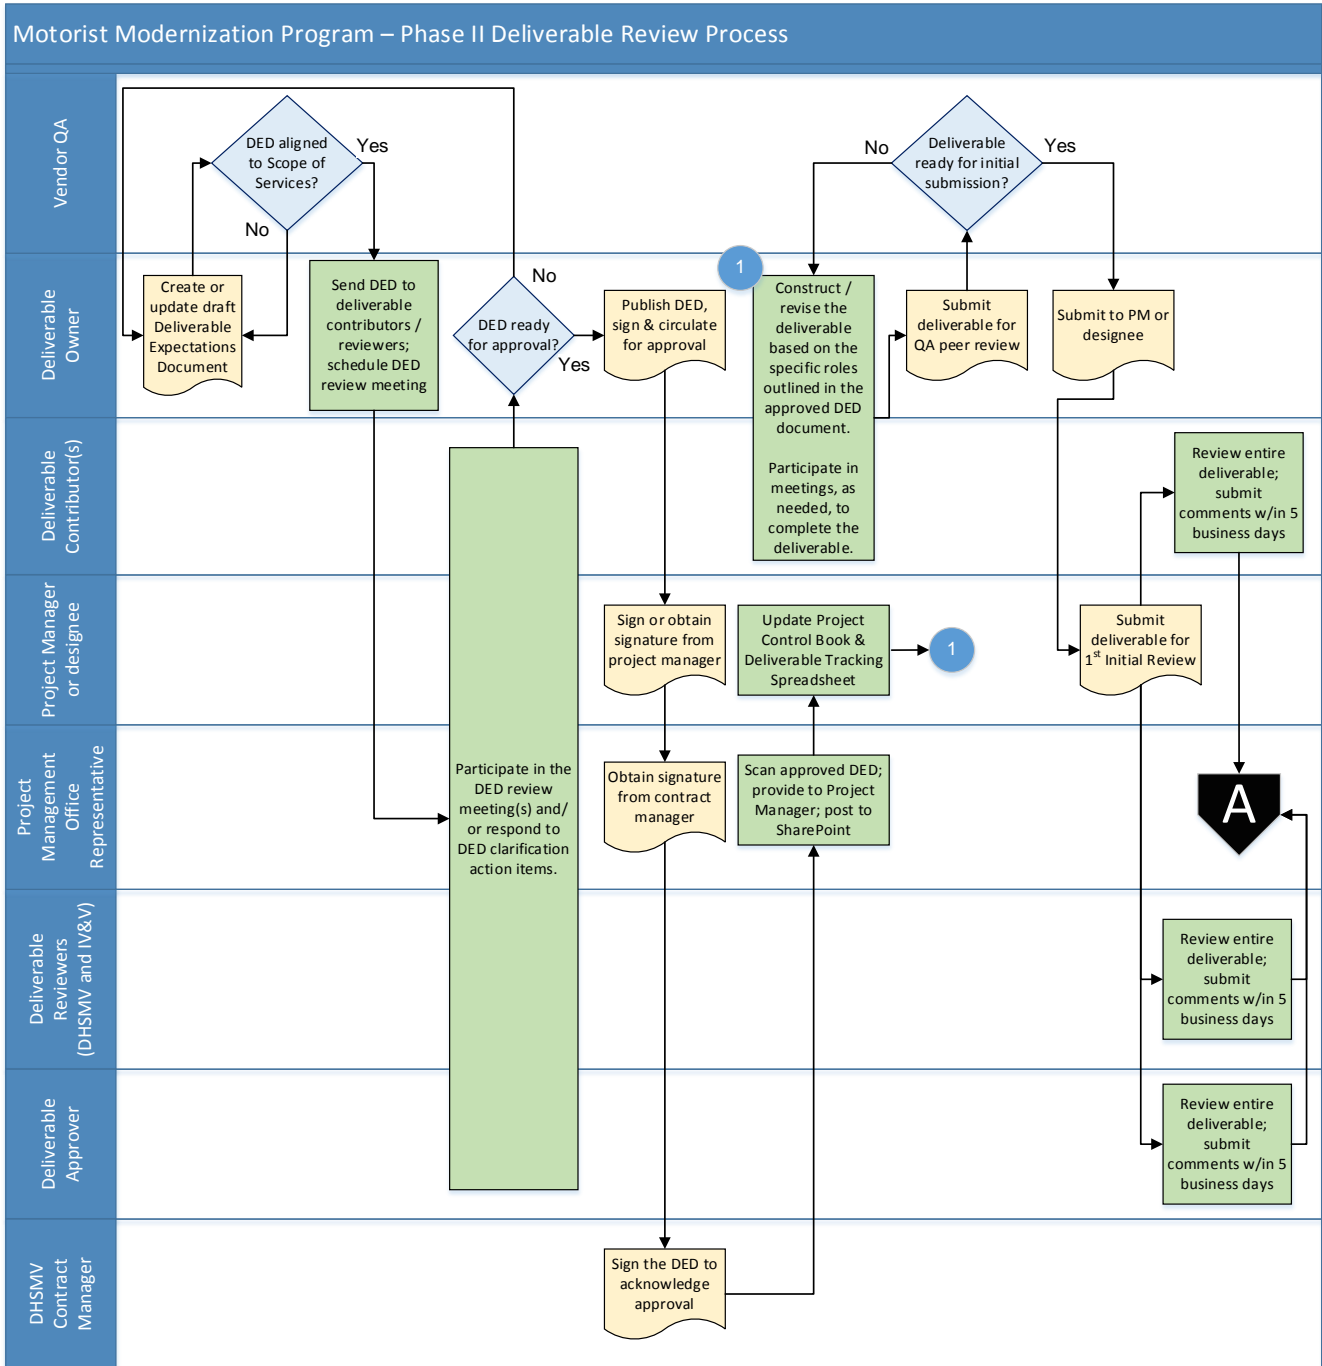 Motorist Modernization Program – Phase II Deliverable Review Process
Vendor QA
DED aligned
to Scope of
Services?
Yes
No
Deliverable
ready for initial
submission?
No
Yes
Deliverable
Owner
Create or
update draft
Deliverable
Expectations
Document
Send DED to
deliverable
contributors /
reviewers;
schedule DED
review meeting
DED ready
for approval?
No
Yes
Publish DED,
sign & circulate
for approval
1
Construct /
revise the
deliverable
based on the
specific roles
outlined in the
approved DED
document.
Participate in
meetings, as
needed, to
complete the
deliverable.
Submit
deliverable for
QA peer review
Submit to PM or
designee
Deliverable
Contributor(s)
Review entire
deliverable;
submit
comments w/in 5
business days
Project Manager
or designee
Sign or obtain
signature from
project manager
Update Project
Control Book &
Deliverable Tracking
Spreadsheet
1
Submit
deliverable for
1st Initial Review
Project
Management
Office
Representative
Participate in the
DED review
meeting(s) and/
or respond to
DED clarification
action items.
Obtain signature
from contract
manager
Scan approved DED;
provide to Project
Manager; post to
SharePoint
A
Deliverable
Reviewers
(DHSMV and IV&V)
Review entire
deliverable;
submit
comments w/in 5
business days
Deliverable
Approver
Review entire
deliverable;
submit
comments w/in 5
business days
DHSMV
Contract
Manager
Sign the DED to
acknowledge
approval